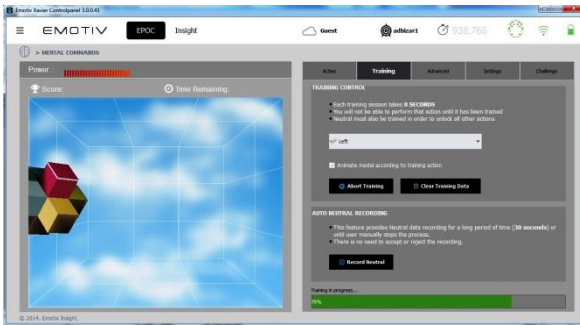 Emotiv Xavier Controlpanel 3.0.0.41
EMOTIV
EPOC
Insight
Guest
adbizar1
938.768
> MENTAL COMMANDS
Power:
Score:
Time Remaining:
Action
Training
Advanced
Settings
Challenge
TRAINING CONTROL
Each training session takes 8 SECONDS
You will not be able to perform that action until it has been trained
Neutral must also be trained in order to unlock all other actions
Left
Animate model according to training action
Abort Training
Clear Training Data
AUTO NEUTRAL RECORDING
This feature provides Neutral data recording for a long period of time (30 seconds) or
until user manually stops the process.
There is no need to accept or reject the recording.
Record Neutral
Training in progress...
79%
© 2014. Emotiv Insight